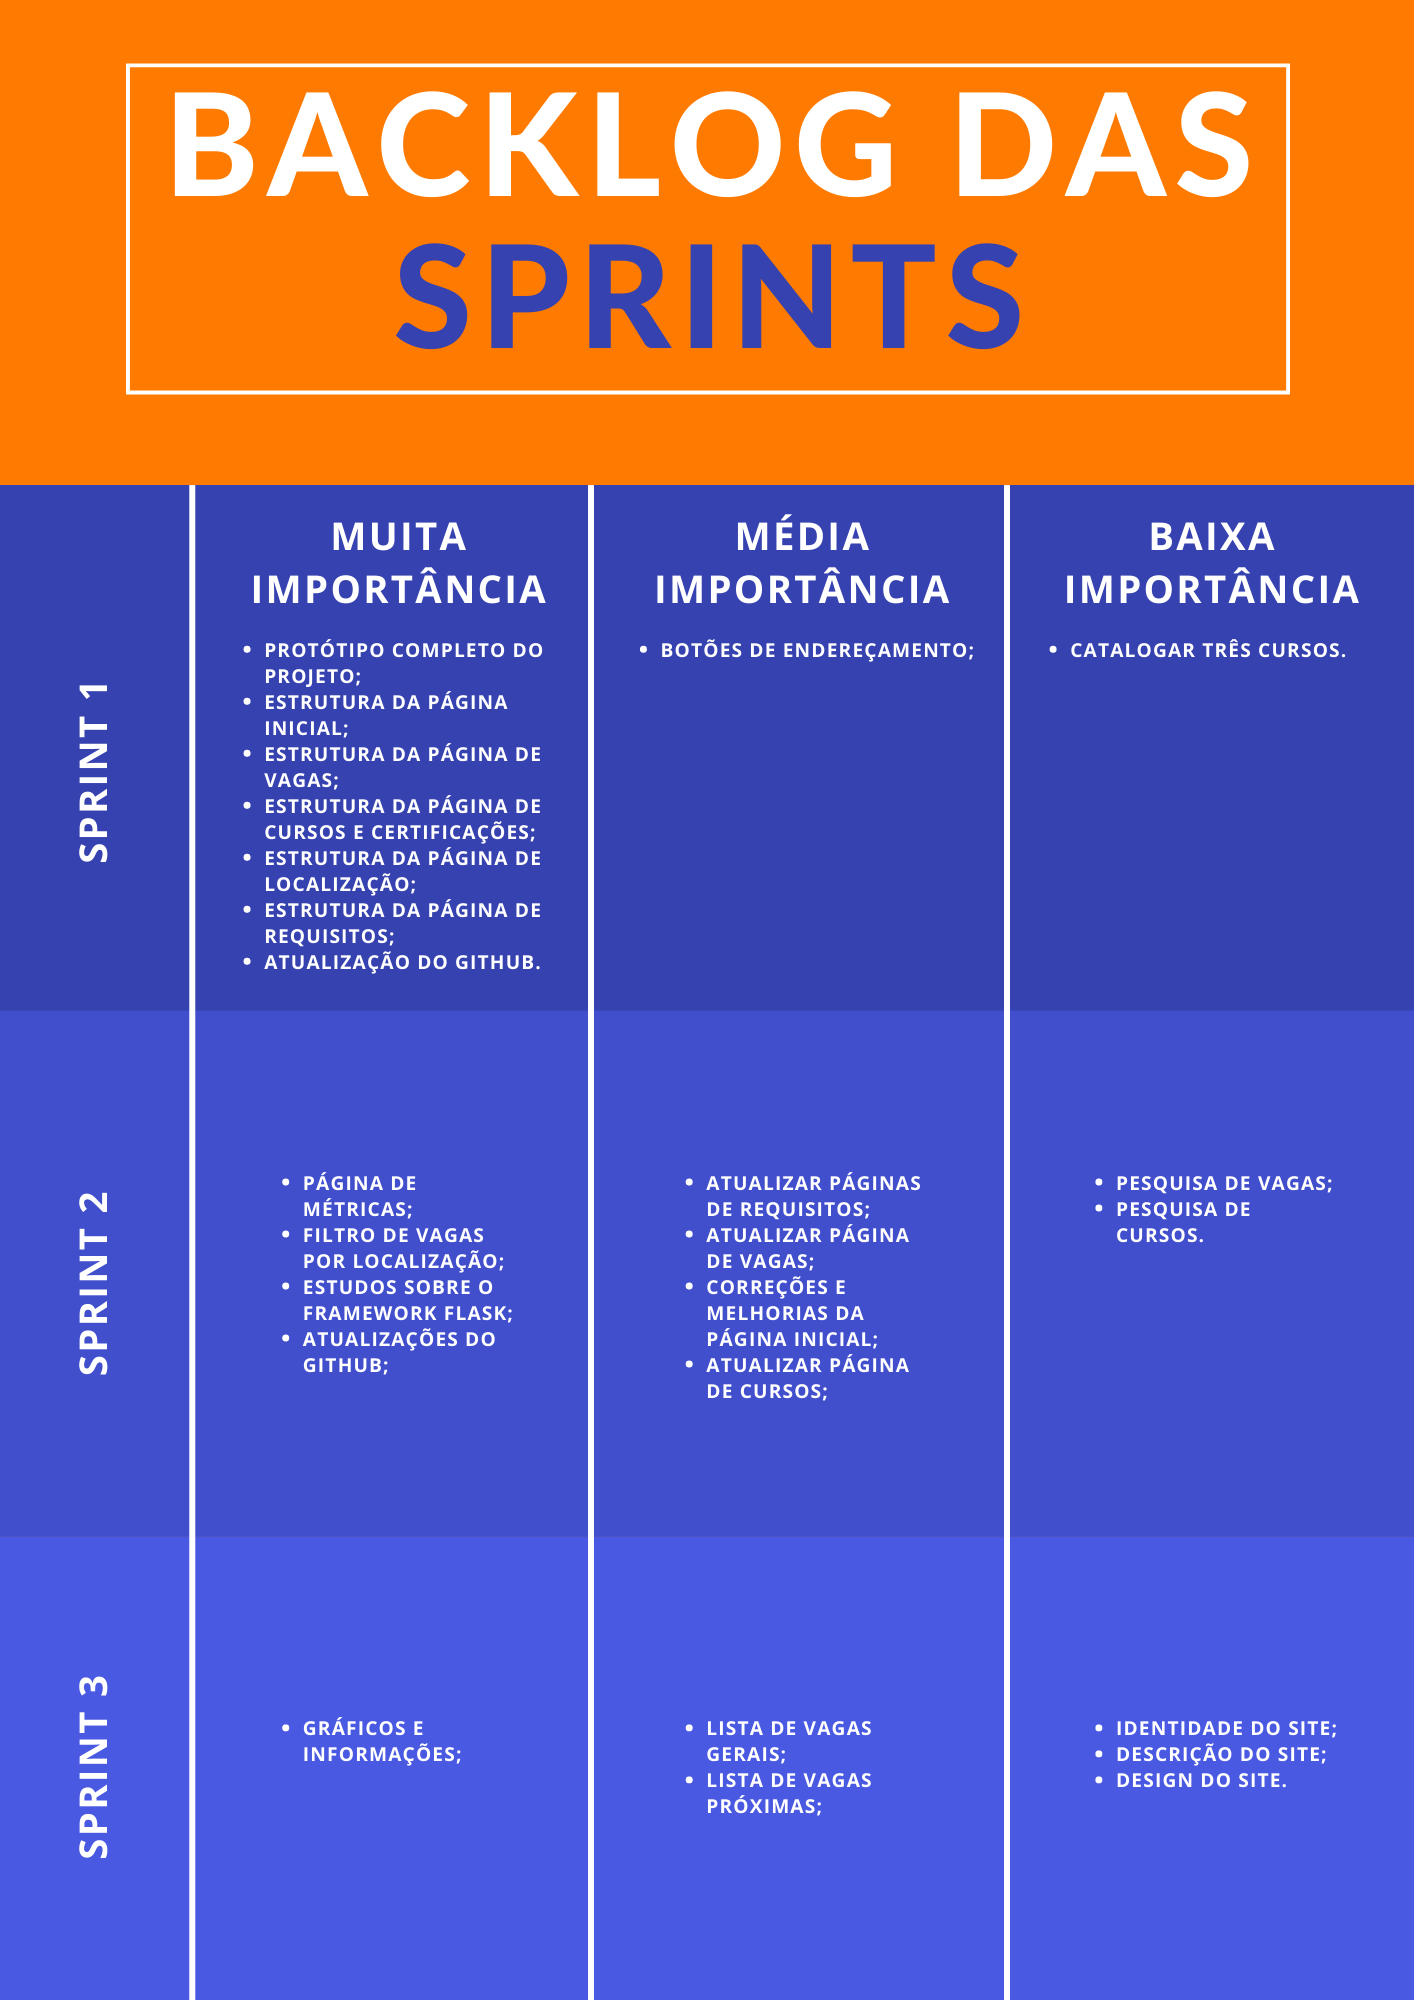 BACKLOG DAS
SPRINTS
MUITA
IMPORTÂNCIA
MÉDIA
IMPORTÂNCIA
BAIXA
IMPORTÂNCIA
SPRINT 1
• PROTÓTIPO COMPLETO DO
PROJETO;
• ESTRUTURA DA PÁGINA
INICIAL;
• ESTRUTURA DA PÁGINA DE
VAGAS;
• ESTRUTURA DA PÁGINA DE
CURSOS E CERTIFICAÇÕES;
• ESTRUTURA DA PÁGINA DE
LOCALIZAÇÃO;
• ESTRUTURA DA PÁGINA DE
REQUISITOS;
• ATUALIZAÇÃO DO GITHUB.
• BOTÕES DE ENDEREÇAMENTO;
• CATALOGAR TRÊS CURSOS.
SPRINT 2
• PÁGINA DE
MÉTRICAS;
• FILTRO DE VAGAS
POR LOCALIZAÇÃO;
• ESTUDOS SOBRE O
FRAMEWORK FLASK;
• ATUALIZAÇÕES DO
GITHUB;
• ATUALIZAR PÁGINAS
DE REQUISITOS;
• ATUALIZAR PÁGINA
DE VAGAS;
• CORREÇÕES E
MELHORIAS DA
PÁGINA INICIAL;
• ATUALIZAR PÁGINA
DE CURSOS;
• PESQUISA DE VAGAS;
• PESQUISA DE
CURSOS.
SPRINT 3
• GRÁFICOS E
INFORMAÇÕES;
• LISTA DE VAGAS
GERAIS;
• LISTA DE VAGAS
PRÓXIMAS;
• IDENTIDADE DO SITE;
• DESCRIÇÃO DO SITE;
• DESIGN DO SITE.